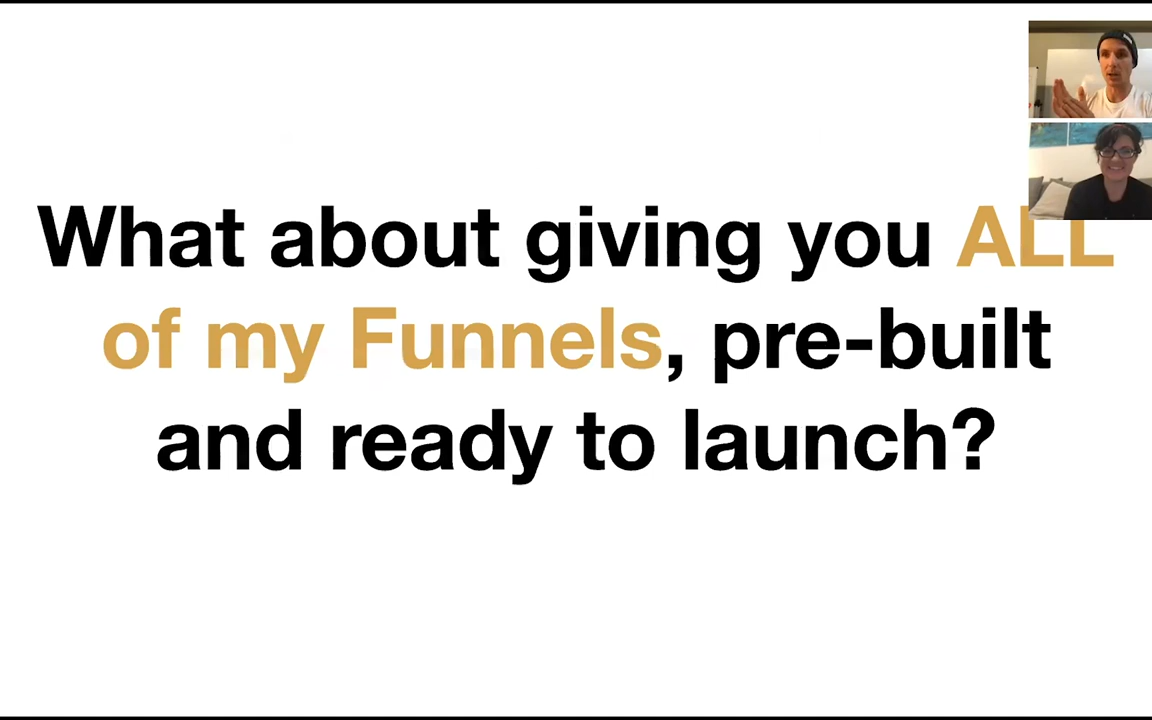 What about giving you ALL
of my Funnels, pre-built
and ready to launch?